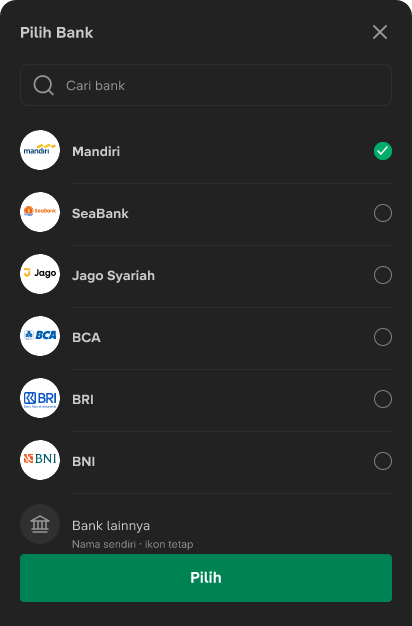 Pilih Bank
Cari bank
mandiri
Mandiri
SeaBank
SeaBank
Jago
Jago Syariah
BCA
BCA
BRI
BRI
BNI
BNI
Bank lainnya
Nama sendiri · ikon tetap
Pilih